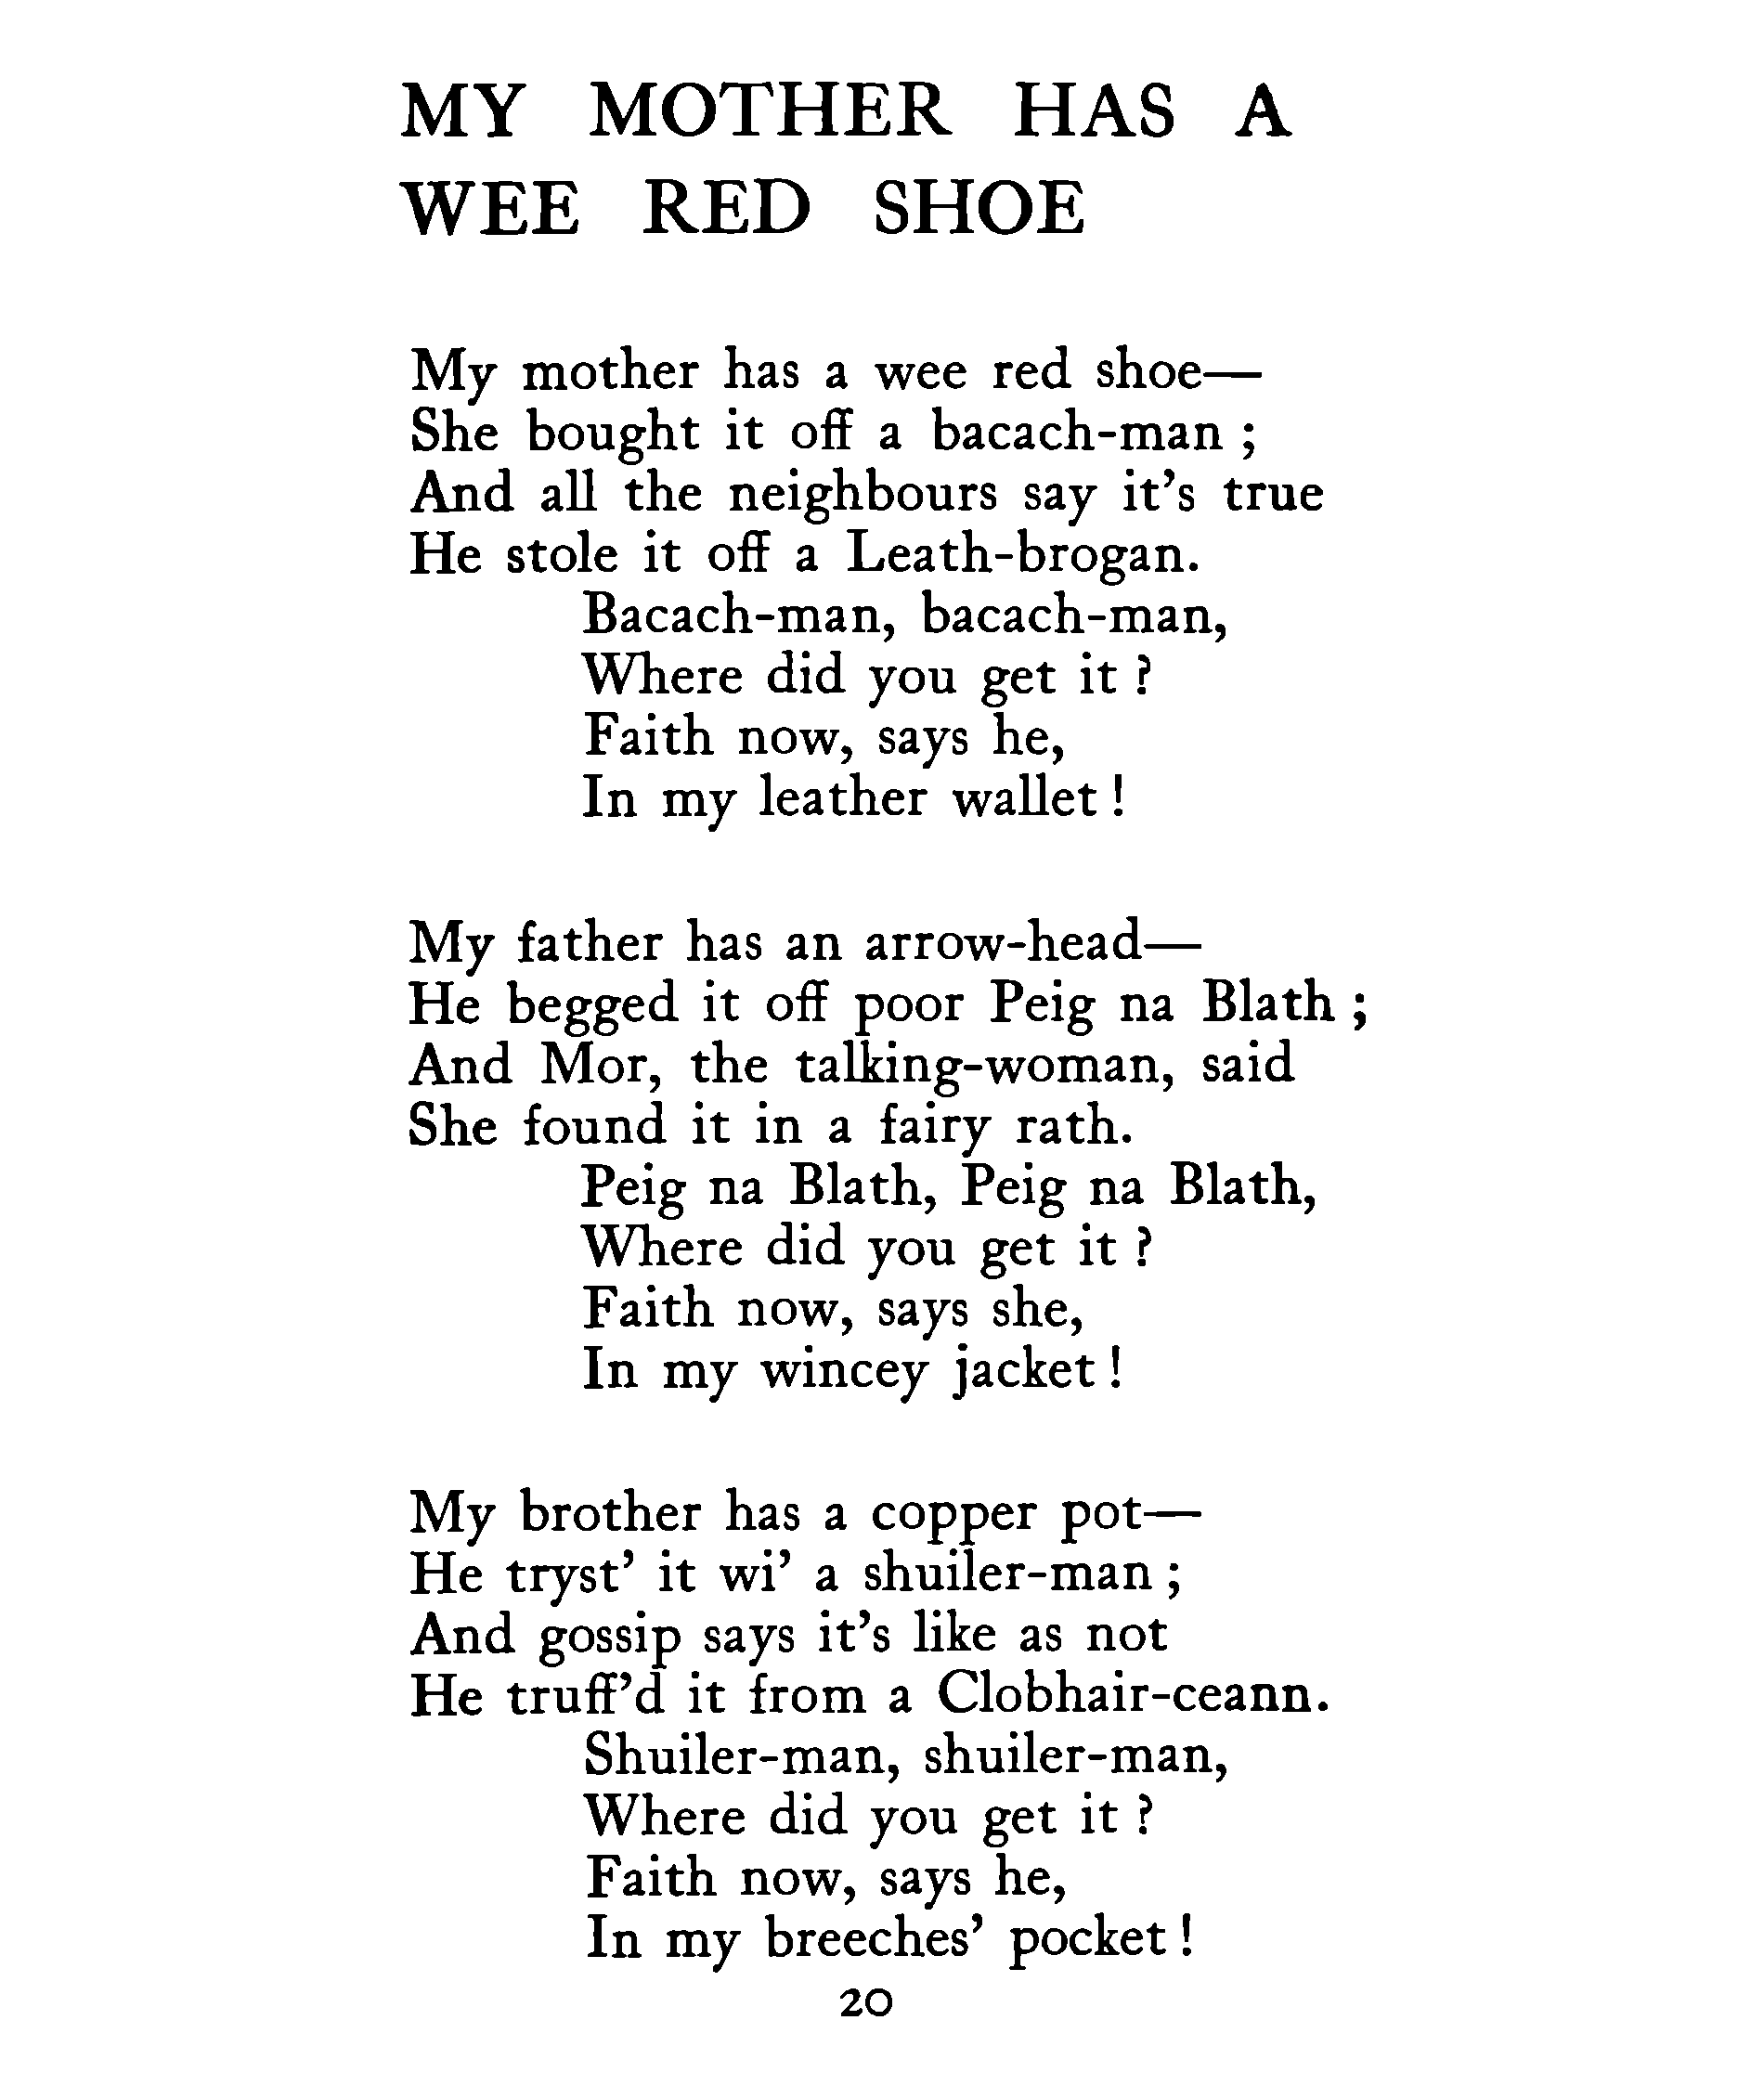 MY MOTHER HAS A
WEE RED SHOE
My mother has a wee red shoe—
She bought it off a bacach-man ;
And all the neighbours say it’s true
He stole it off a Leath-brogan.
Bacach-man, bacach-man,
Where did you get it ?
Faith now, says he,
In my leather wallet !
My father has an arrow-head—
He begged it off poor Peig na Blath ;
And Mor, the talking-woman, said
She found it in a fairy rath.
Peig na Blath, Peig na Blath,
Where did you get it ?
Faith now, says she,
In my wincey jacket !
My brother has a copper pot—
He tryst’ it wi’ a shuiler-man ;
And gossip says it’s like as not
He truff’d it from a Clobhair-ceann.
Shuiler-man, shuiler-man,
Where did you get it ?
Faith now, says he,
In my breeches’ pocket !
20